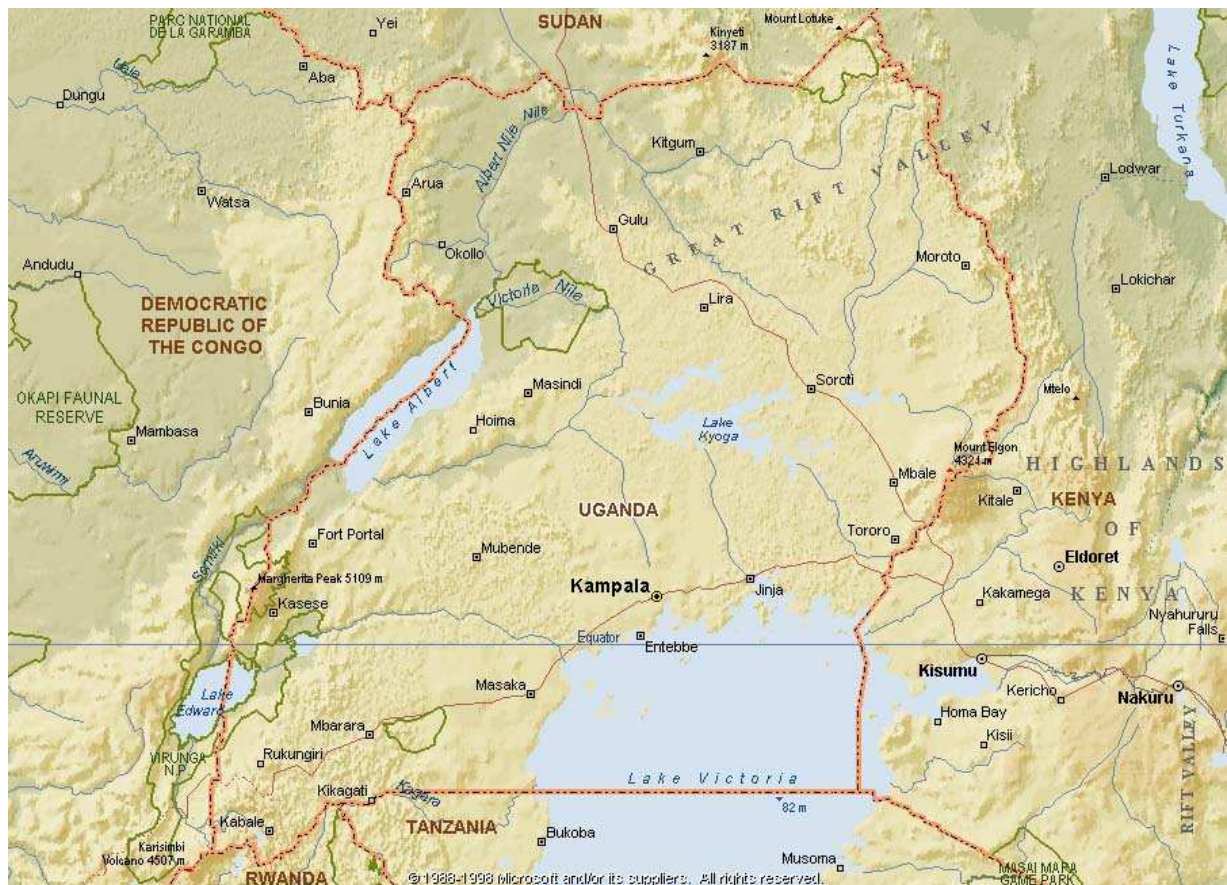 PARC NATIONAL
DE LA GARAMBA
Yei
SUDAN
Mount Lotuke
Kinyeti
3187 m
Uele
Aba
Dungu
Lake Turkana
Albert Nile
Nile
Kitgum
Lodwar
Watsa
Arua
GREAT RIFT VALLEY
Gulu
Okollo
Andudu
Moroto
Lokichar
Victoria Nile
DEMOCRATIC
REPUBLIC OF
THE CONGO
Lira
Lake Albert
Masindi
Soroti
Mtelo
OKAPI FAUNAL
RESERVE
Bunia
Hoima
Lake
Kyoga
Mambasa
Aruwimi
Mount Elgon
4321 m
HIGHLANDS
OF
KENYA
Mbale
Kitale
KENYA
UGANDA
Fort Portal
Mubende
Tororo
Semliki
Eldoret
Margherita Peak 5109 m
Kampala
Jinja
Kasese
Kakamega
Nyahururu
Falls
Equator
Entebbe
Kisumu
Lake
Edward
Masaka
Kericho
Nakuru
Mbarara
Homa Bay
Kisii
VIRUNGA
N.P.
Rukungiri
RIFT VALLEY
Lake Victoria
Kikagati
Kagera
82 m
Kabale
TANZANIA
Bukoba
Karisimbi
Volcano 4507 m
Musoma
MASAI MARA
GAME PARK
RWANDA
© 1988-1998 Microsoft and/or its suppliers. All rights reserved.